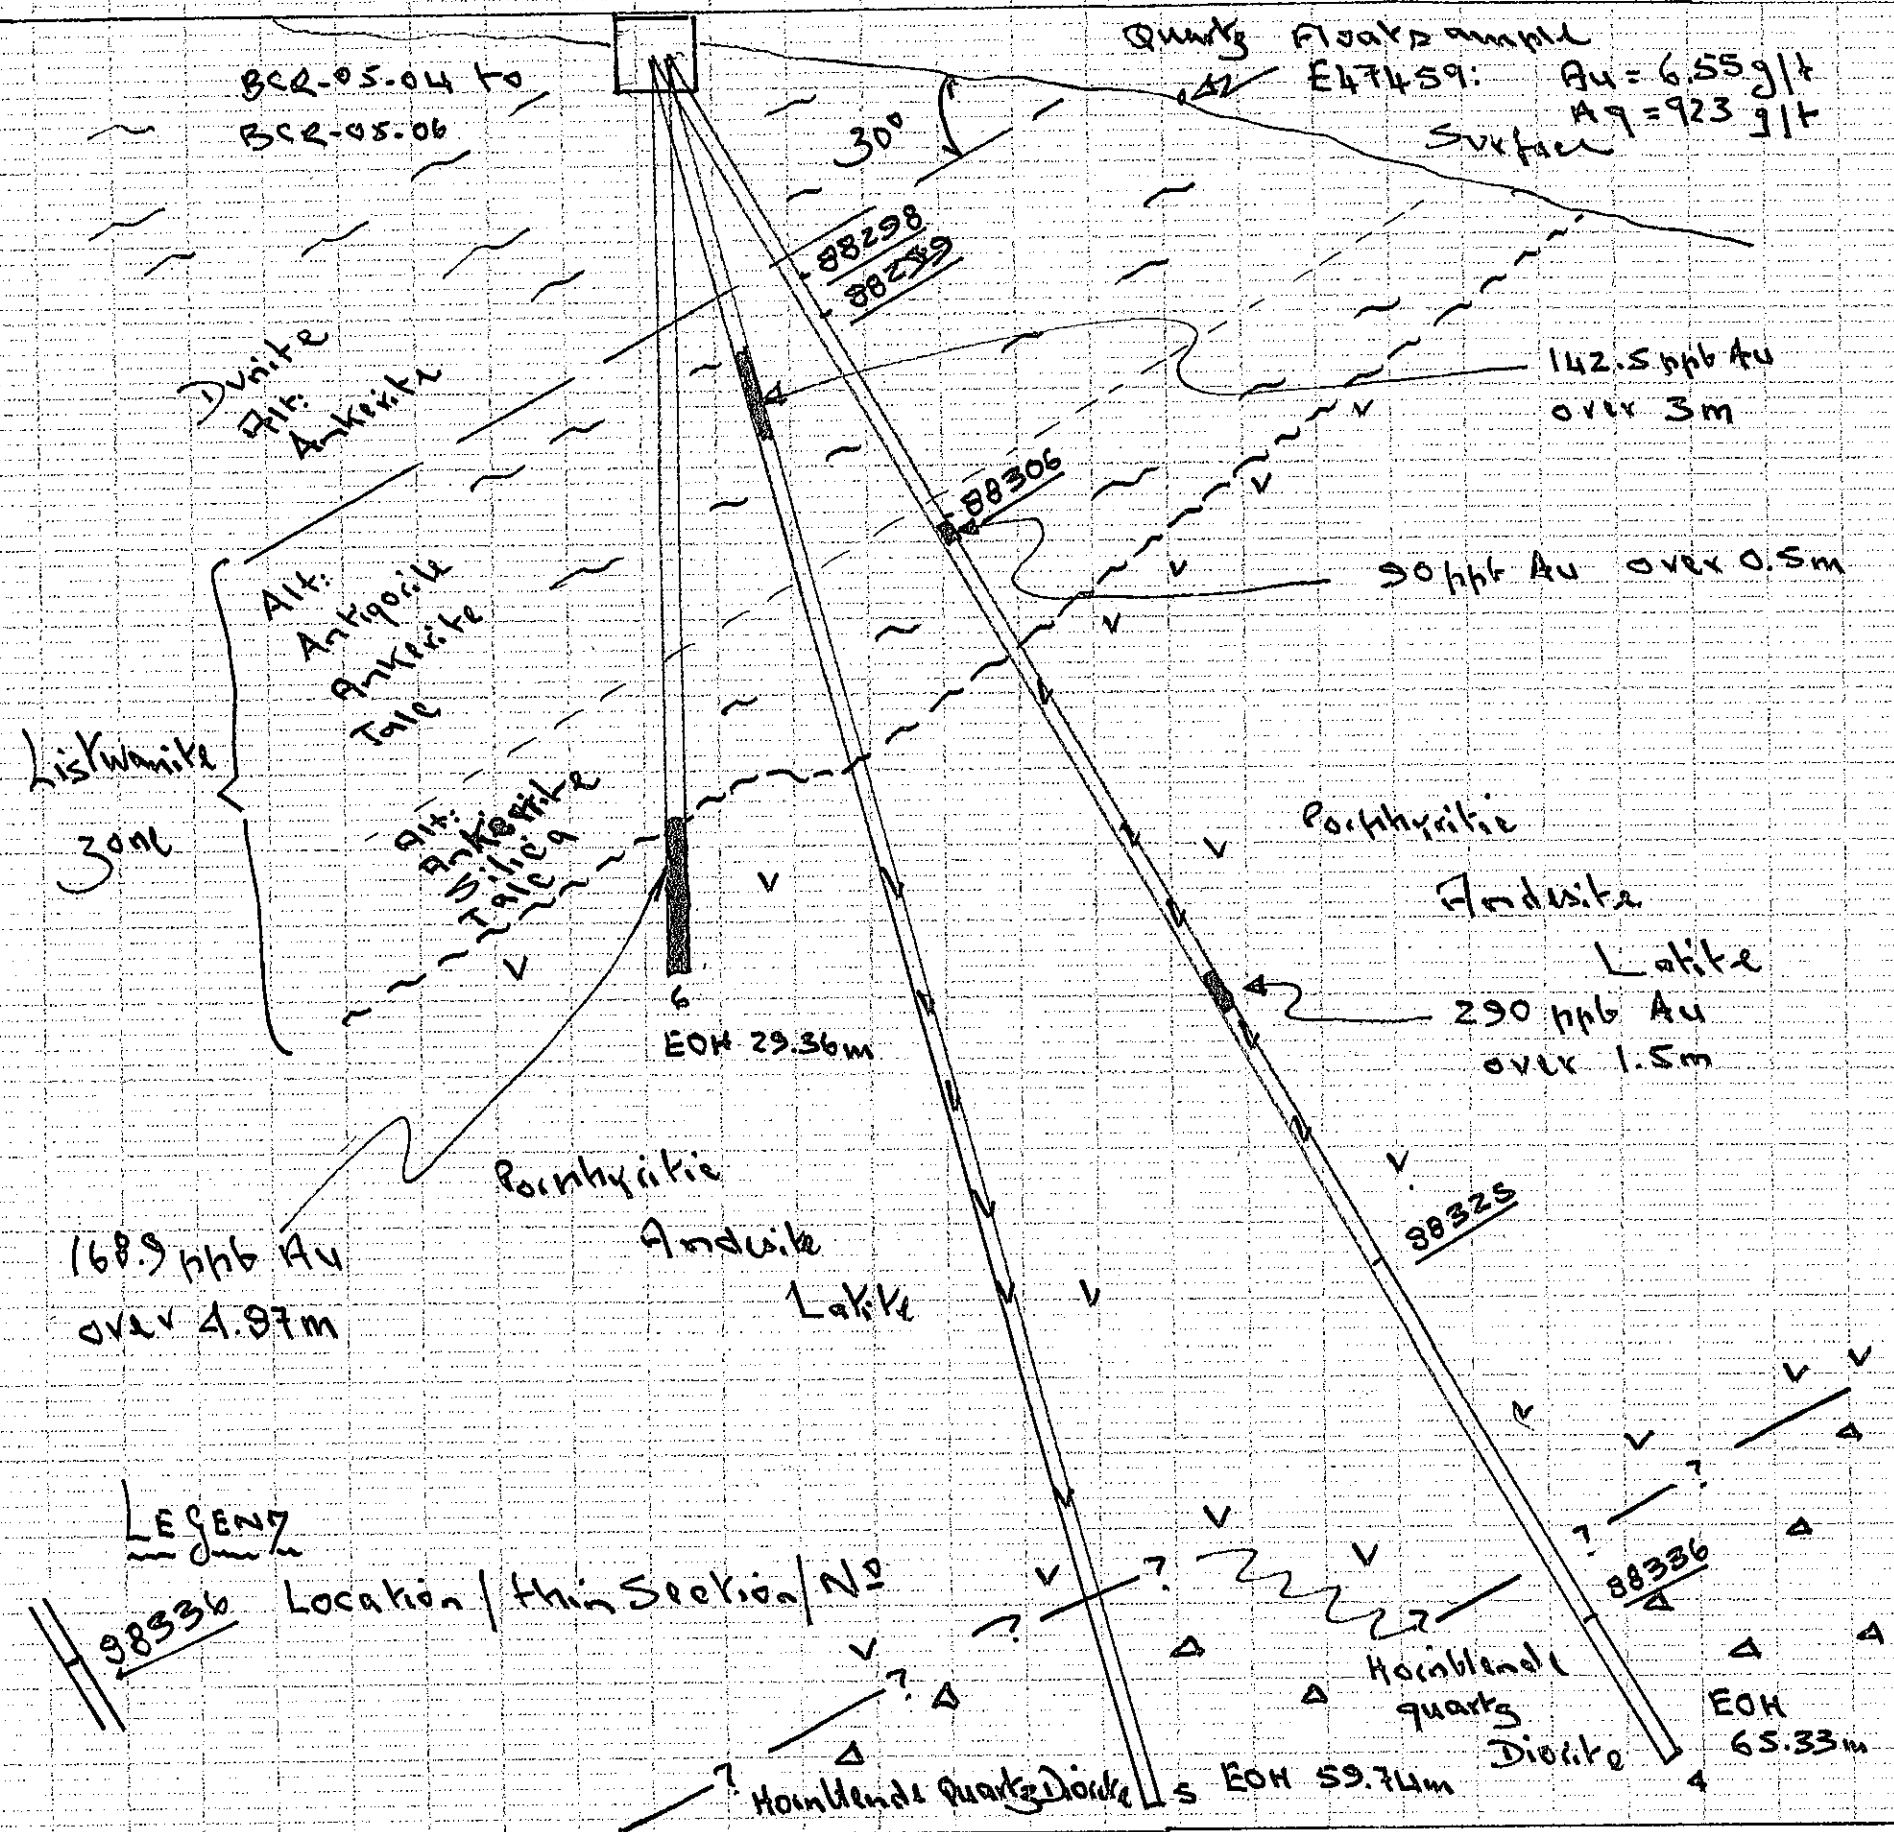 BCR-05-04 to
BCR-05-06
Quartz Float sample
E47459: Au = 6.55 g/t
Ag = 923 g/t
Surface
30°
88298
88299
Dunite
Alt:
Ankerite
142.5 ppb Au
over 3m
88306
90 ppb Au over 0.5m
Alt:
Antigorite
Ankerite
Talc
Listwanite
zone
Alt:
Ankerite
Silica
Talc
Porphyritic
Andesite
Latite
290 ppb Au
over 1.5m
6
EOH 29.36m
168.9 ppb Au
over 4.97m
Porphyritic
Andesite
Latite
88325
LEGEND
Location / thin Section / No
98336
88336
Hornblende
quartz
Diorite
EOH
65.33m
4
Hornblende Quartz Diorite
5 EOH 59.74m